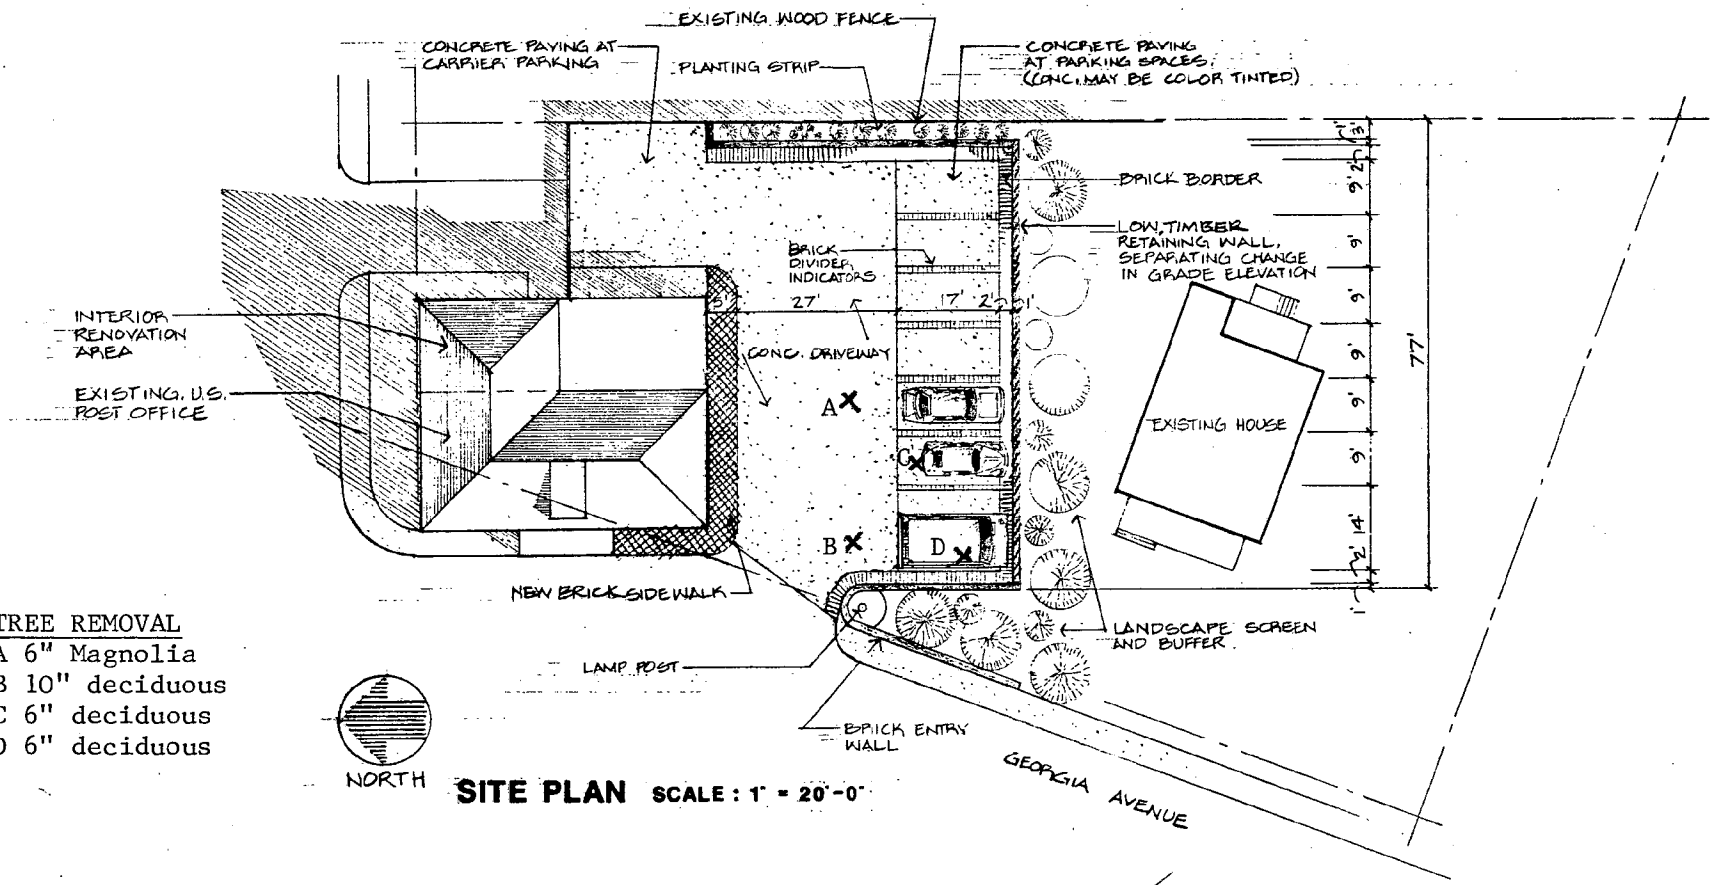 EXISTING WOOD FENCE
CONCRETE PAVING AT
CARRIER PARKING
PLANTING STRIP
CONCRETE PAVING
AT PARKING SPACES.
(CONC. MAY BE COLOR TINTED)
BRICK BORDER
LOW TIMBER
RETAINING WALL,
SEPARATING CHANGE
IN GRADE ELEVATION
BRICK
DIVIDER
INDICATORS
5'
27'
17'
2'
1'
1'
3'
2'
9'
9'
9'
9'
9'
9'
14'
2'
1'
77'
INTERIOR
RENOVATION
AREA
EXISTING U.S.
POST OFFICE
CONC. DRIVEWAY
A
B
C
D
EXISTING HOUSE
NEW BRICK SIDEWALK
LAMP POST
LANDSCAPE SCREEN
AND BUFFER.
BRICK ENTRY
WALL
GEORGIA AVENUE
TREE REMOVAL
A 6" Magnolia
B 10" deciduous
C 6" deciduous
D 6" deciduous
NORTH
SITE PLAN SCALE : 1" = 20'-0"